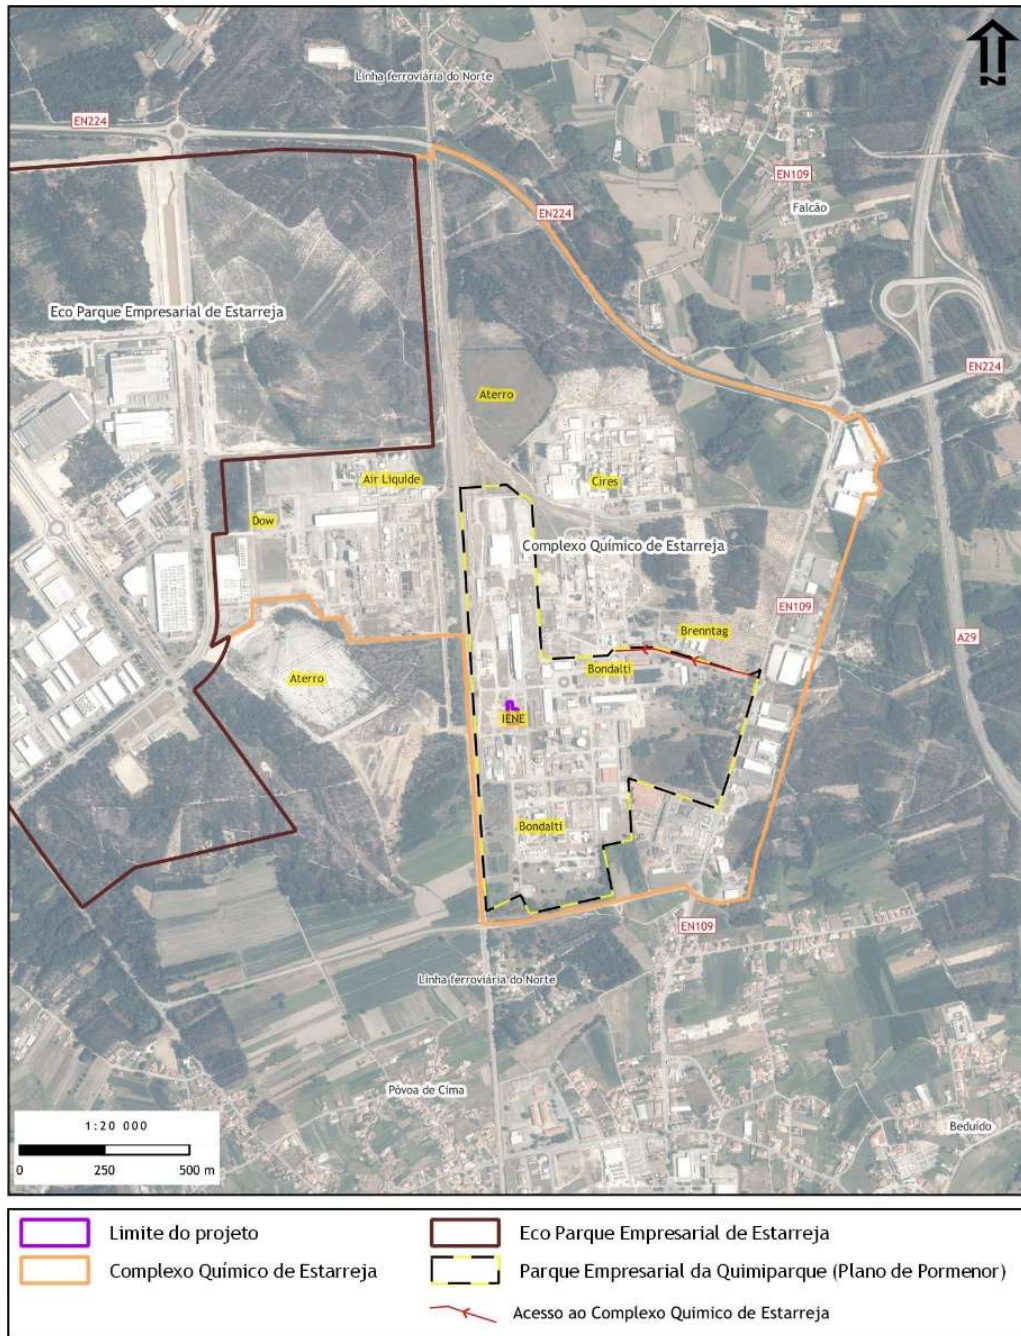 N
Linha ferroviária do Norte
EN224
EN109
Falcão
EN224
Eco Parque Empresarial de Estarreja
EN224
Aterro
Air Liquide
Cires
Dow
Complexo Químico de Estarreja
EN109
Brenntag
A29
Bondalti
Aterro
IENE
Bondalti
EN109
Linha ferroviária do Norte
Póvoa de Cima
1:20 000
Beduído
0 250 500 m
Limite do projeto
Eco Parque Empresarial de Estarreja
Complexo Químico de Estarreja
Parque Empresarial da Quimiparque (Plano de Pormenor)
Acesso ao Complexo Quimico de Estarreja